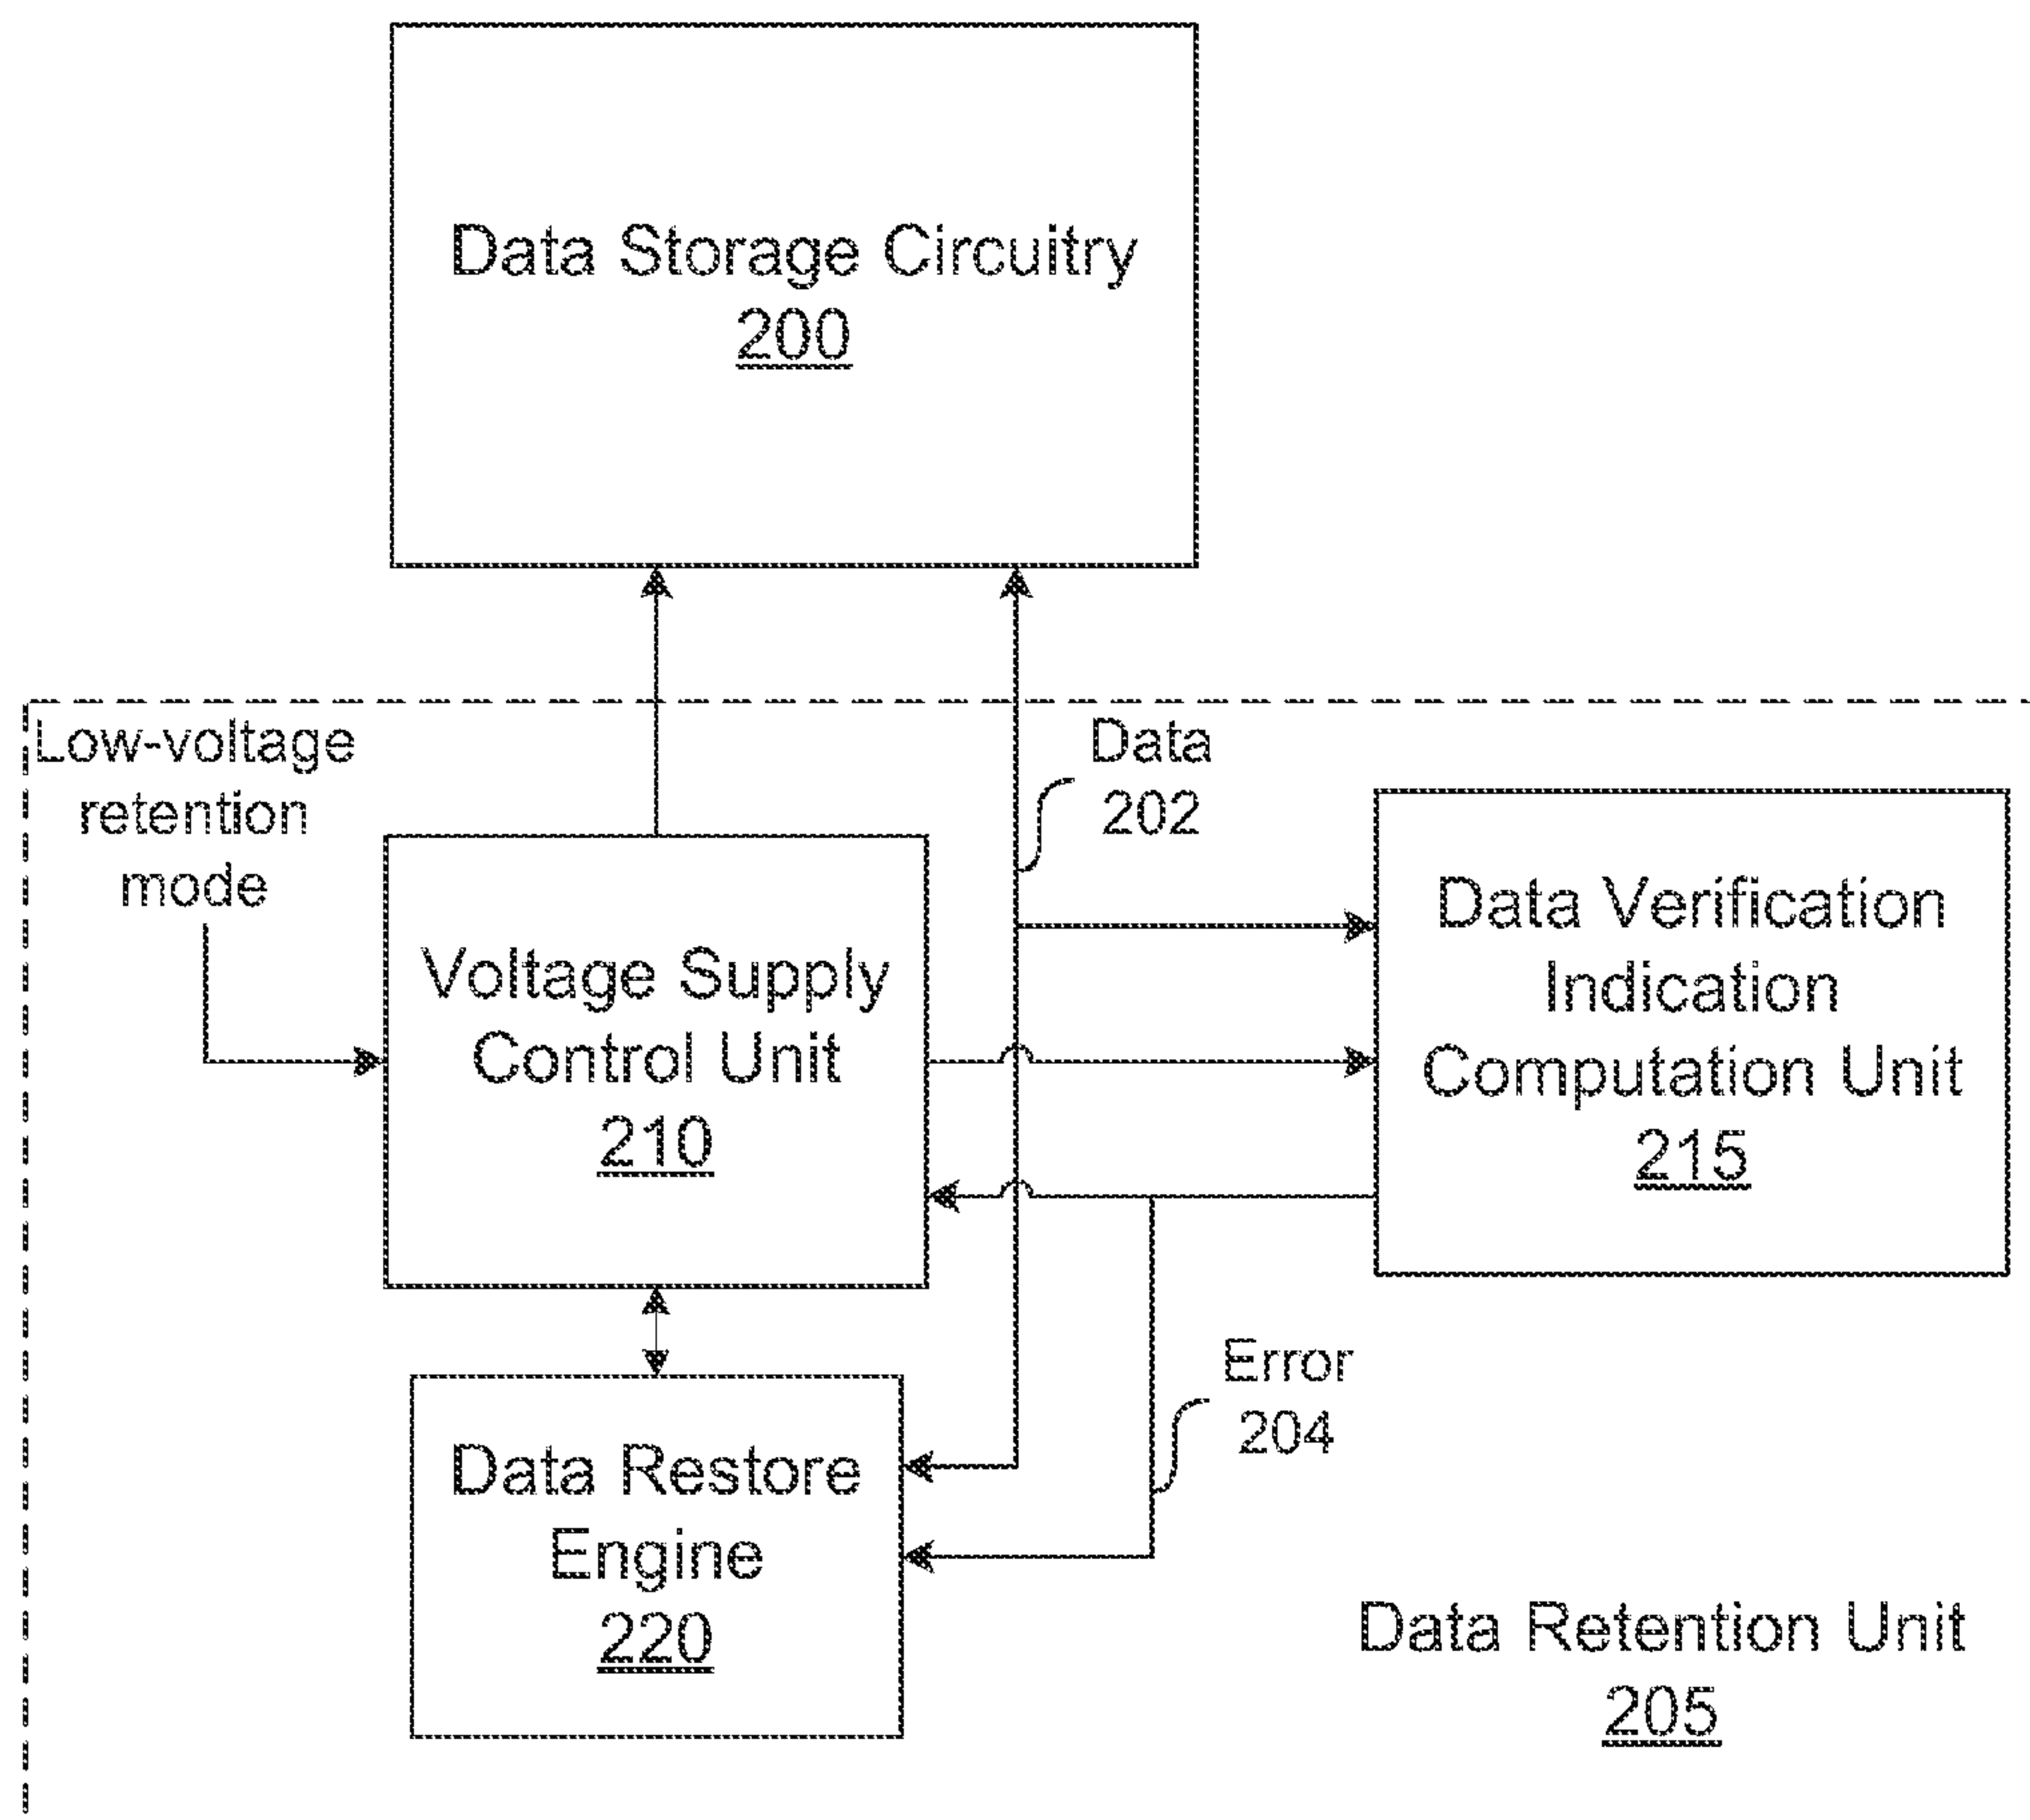 Data Storage Circuitry
200
Low-voltage
retention
mode
Data
202
Voltage Supply
Control Unit
210
Data Verification
Indication
Computation Unit
215
Error
204
Data Restore
Engine
220
Data Retention Unit
205